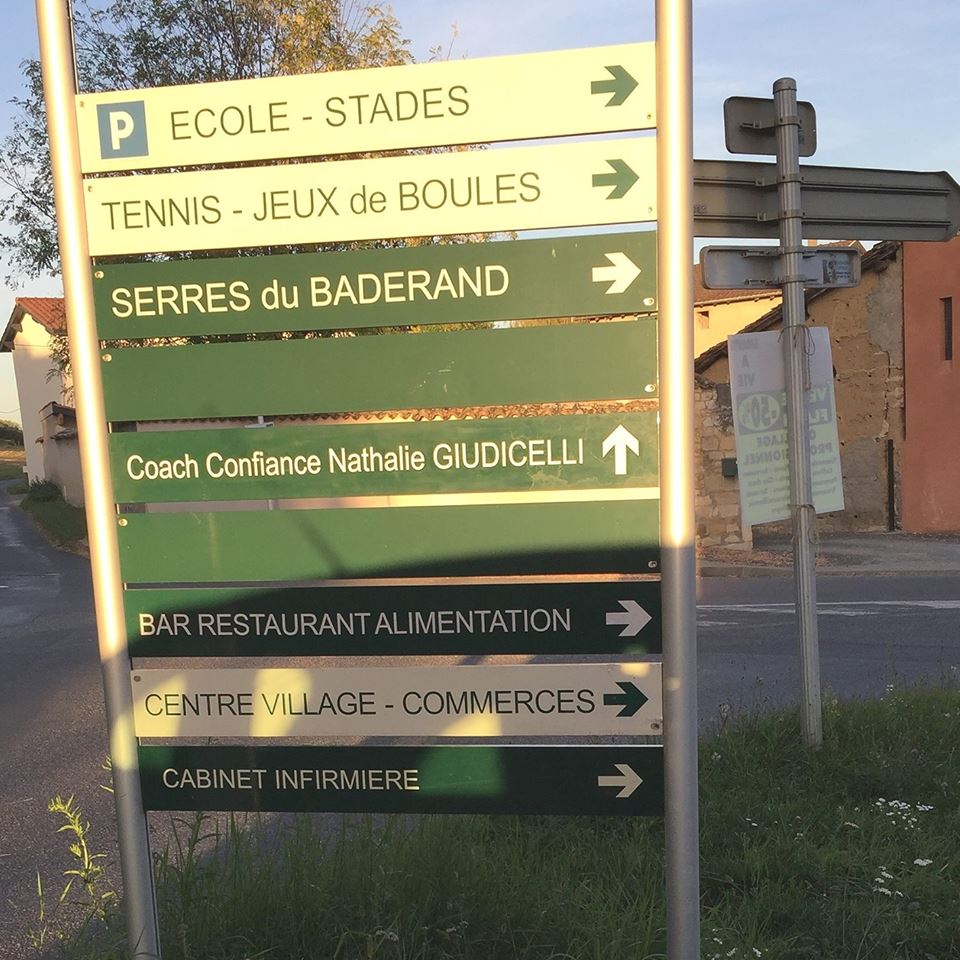 P ECOLE - STADES
TENNIS - JEUX de BOULES
SERRES du BADERAND
Coach Confiance Nathalie GIUDICELLI
BAR RESTAURANT ALIMENTATION
CENTRE VILLAGE - COMMERCES
CABINET INFIRMIERE